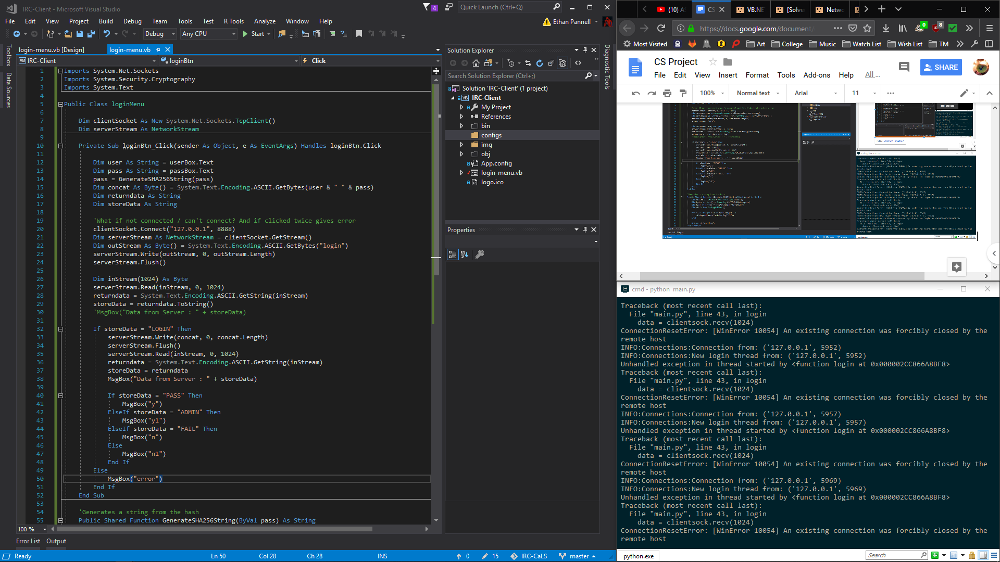 IRC-Client - Microsoft Visual Studio
4
Quick Launch (Ctrl+Q)
File Edit View Project Build Debug Team Tools Test R Tools Analyze Window Help
Ethan Pannell
Debug Any CPU Start
Toolbox
Data Sources
login-menu.vb [Design] login-menu.vb
IRC-Client loginBtn Click
1 Imports System.Net.Sockets
2 Imports System.Security.Cryptography
3 Imports System.Text
4
5 Public Class loginMenu
6
7 Dim clientSocket As New System.Net.Sockets.TcpClient()
8 Dim serverStream As NetworkStream
9
10 Private Sub loginBtn_Click(sender As Object, e As EventArgs) Handles loginBtn.Click
11
12 Dim user As String = userBox.Text
13 Dim pass As String = passBox.Text
14 pass = GenerateSHA256String(pass)
15 Dim concat As Byte() = System.Text.Encoding.ASCII.GetBytes(user & " " & pass)
16 Dim returndata As String
17 Dim storeData As String
18
19 'What if not connected / can't connect? And if clicked twice gives error
20 clientSocket.Connect("127.0.0.1", 8888)
21 Dim serverStream As NetworkStream = clientSocket.GetStream()
22 Dim outStream As Byte() = System.Text.Encoding.ASCII.GetBytes("login")
23 serverStream.Write(outStream, 0, outStream.Length)
24 serverStream.Flush()
25
26 Dim inStream(1024) As Byte
27 serverStream.Read(inStream, 0, 1024)
28 returndata = System.Text.Encoding.ASCII.GetString(inStream)
29 storeData = returndata.ToString()
30 'MsgBox("Data from Server : " + storeData)
31
32 If storeData = "LOGIN" Then
33 serverStream.Write(concat, 0, concat.Length)
34 serverStream.Flush()
35 serverStream.Read(inStream, 0, 1024)
36 returndata = System.Text.Encoding.ASCII.GetString(inStream)
37 storeData = returndata
38 MsgBox("Data from Server : " + storeData)
39
40 If storeData = "PASS" Then
41 MsgBox("y")
42 ElseIf storeData = "ADMIN" Then
43 MsgBox("y1")
44 ElseIf storeData = "FAIL" Then
45 MsgBox("n")
46 Else
47 MsgBox("n1")
48 End If
49 Else
50 MsgBox("error")
51 End If
52 End Sub
53
54 'Generates a string from the hash
55 Public Shared Function GenerateSHA256String(ByVal pass) As String
100 %
Error List Output
Ready Ln 50 Col 28 Ch 28 INS 0 15 IRC-CaLS master
Solution Explorer
Search Solution Explorer (Ctrl+;)
Solution 'IRC-Client' (1 project)
IRC-Client
My Project
References
bin
configs
img
obj
App.config
login-menu.vb
logo.ico
Properties
Diagnostic Tools
(10) A CS VB.NE [Solve Netwo
https://docs.google.com/document/
0 8
Most Visited Art College Music Watch List Wish List TM
CS Project
File Edit View Insert Format Tools Add-ons Help All ...
SHARE
100% Normal text Arial 11
cmd - python main.py
Traceback (most recent call last):
File "main.py", line 43, in login
data = clientsock.recv(1024)
ConnectionResetError: [WinError 10054] An existing connection was forcibly closed by the
remote host
INFO:Connections:Connection from: ('127.0.0.1', 5952)
INFO:Connections:New login thread from: ('127.0.0.1', 5952)
Unhandled exception in thread started by <function login at 0x000002CC866A8BF8>
Traceback (most recent call last):
File "main.py", line 43, in login
data = clientsock.recv(1024)
ConnectionResetError: [WinError 10054] An existing connection was forcibly closed by the
remote host
INFO:Connections:Connection from: ('127.0.0.1', 5957)
INFO:Connections:New login thread from: ('127.0.0.1', 5957)
Unhandled exception in thread started by <function login at 0x000002CC866A8BF8>
Traceback (most recent call last):
File "main.py", line 43, in login
data = clientsock.recv(1024)
ConnectionResetError: [WinError 10054] An existing connection was forcibly closed by the
remote host
INFO:Connections:Connection from: ('127.0.0.1', 5969)
INFO:Connections:New login thread from: ('127.0.0.1', 5969)
Unhandled exception in thread started by <function login at 0x000002CC866A8BF8>
Traceback (most recent call last):
File "main.py", line 43, in login
data = clientsock.recv(1024)
ConnectionResetError: [WinError 10054] An existing connection was forcibly closed by the
remote host
python.exe
Search